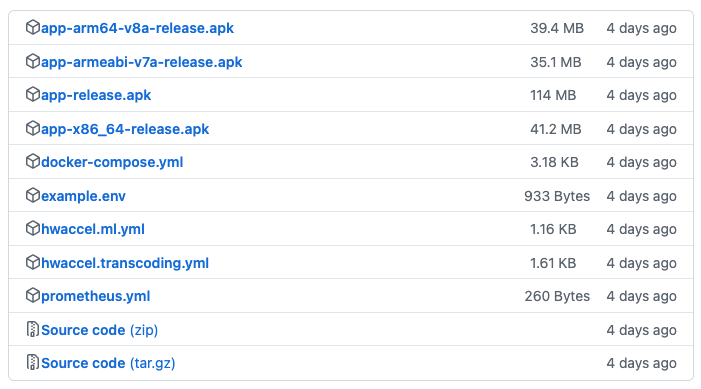 app-arm64-v8a-release.apk 39.4 MB 4 days ago
app-armeabi-v7a-release.apk 35.1 MB 4 days ago
app-release.apk 114 MB 4 days ago
app-x86_64-release.apk 41.2 MB 4 days ago
docker-compose.yml 3.18 KB 4 days ago
example.env 933 Bytes 4 days ago
hwaccel.ml.yml 1.16 KB 4 days ago
hwaccel.transcoding.yml 1.61 KB 4 days ago
prometheus.yml 260 Bytes 4 days ago
Source code (zip) 4 days ago
Source code (tar.gz) 4 days ago